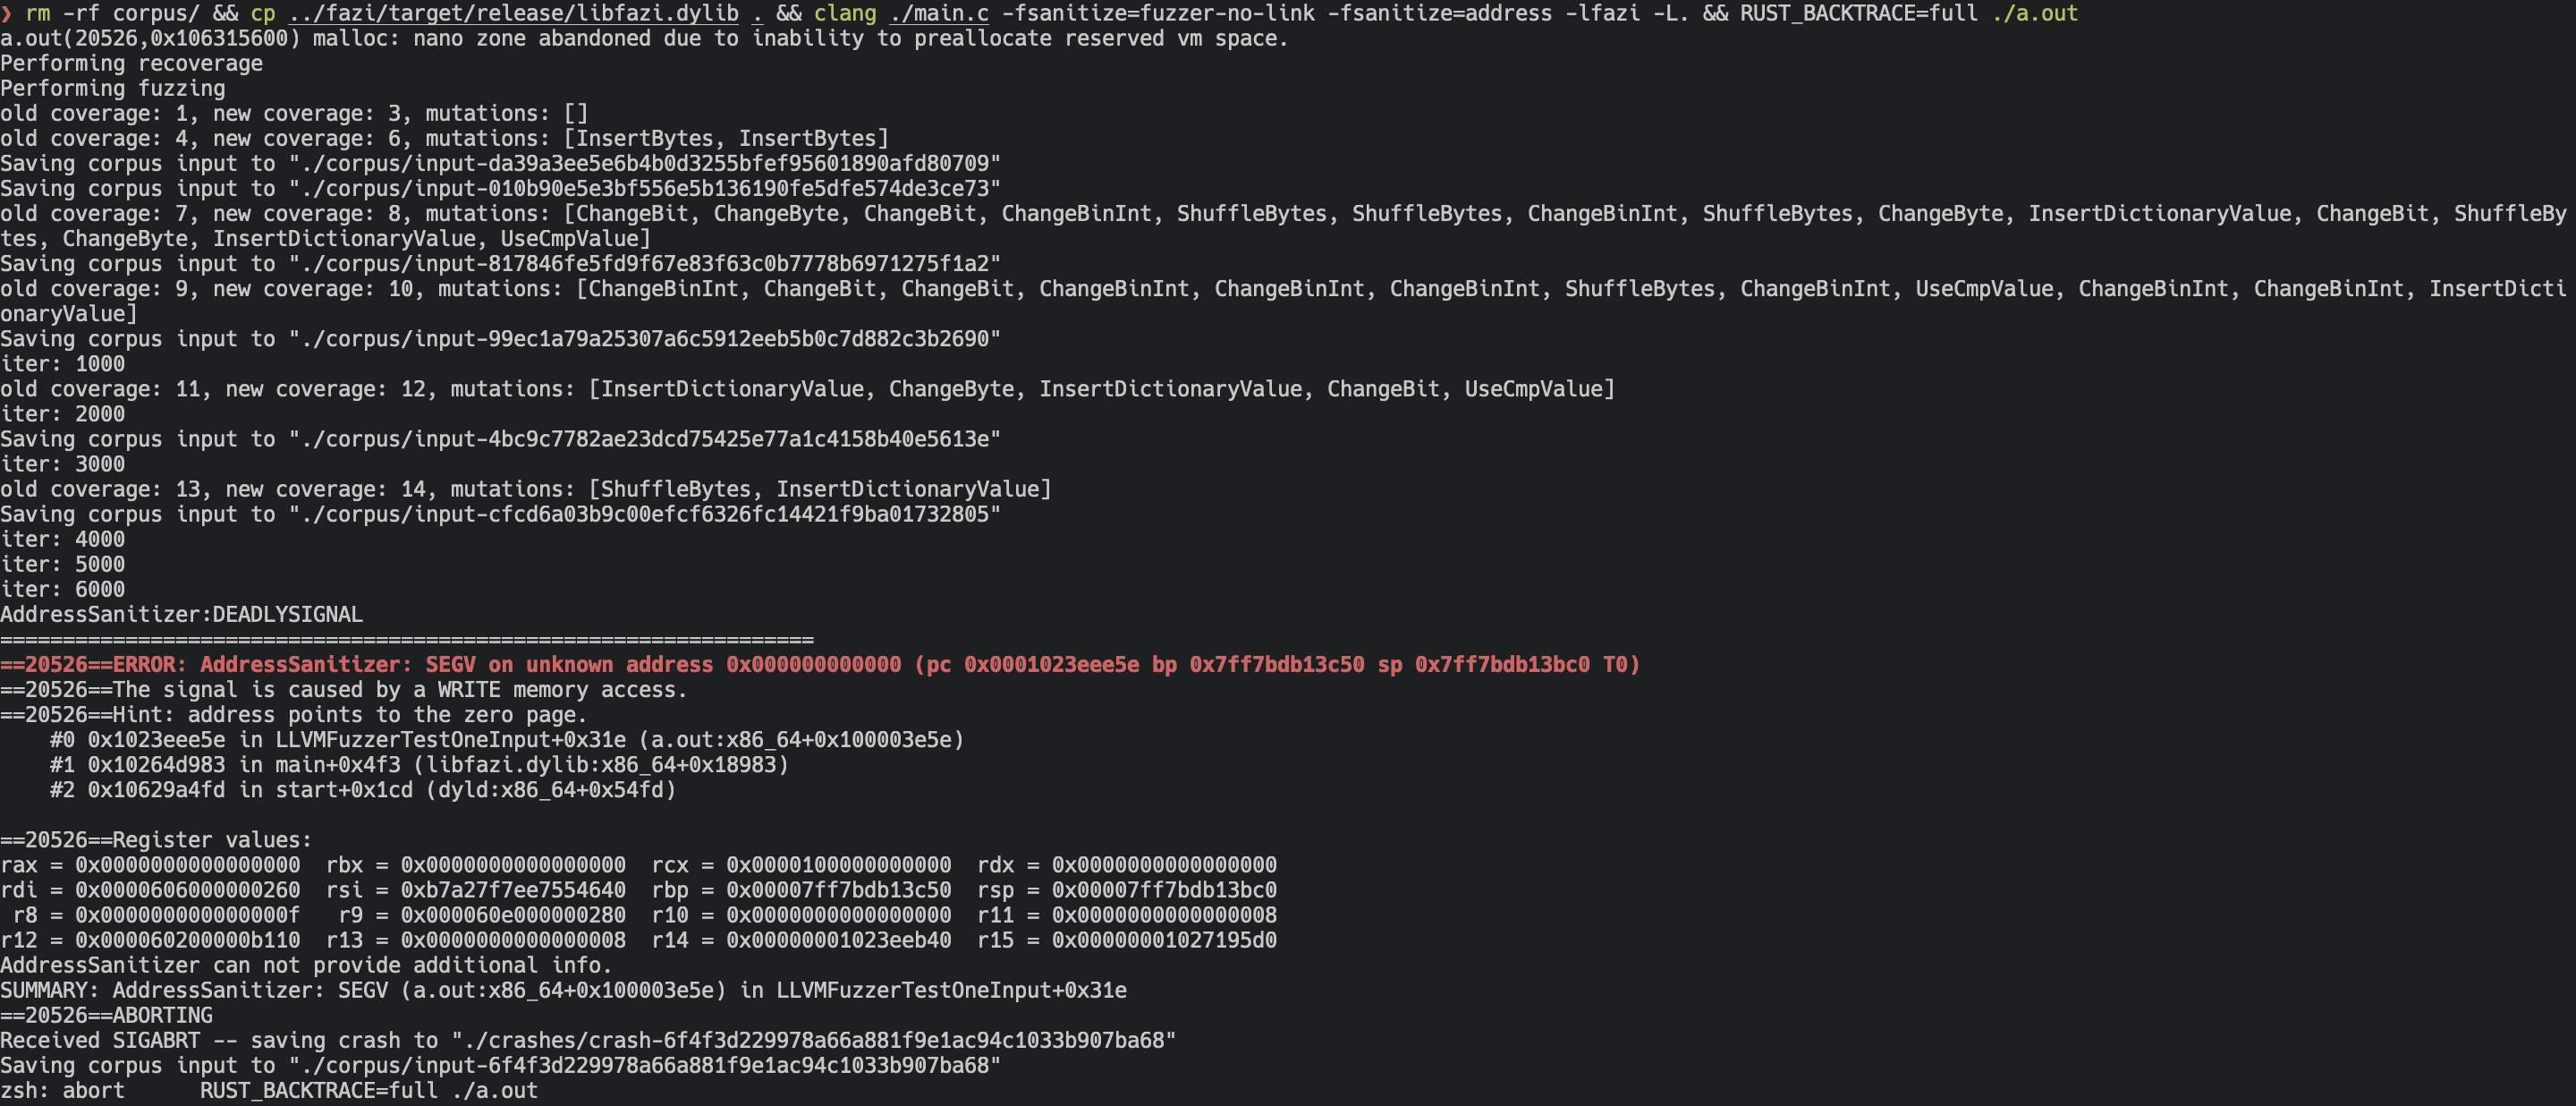 ❯ rm -rf corpus/ && cp ../fazi/target/release/libfazi.dylib . && clang ./main.c -fsanitize=fuzzer-no-link -fsanitize=address -lfazi -L. && RUST_BACKTRACE=full ./a.out
a.out(20526,0x106315600) malloc: nano zone abandoned due to inability to preallocate reserved vm space.
Performing recoverage
Performing fuzzing
old coverage: 1, new coverage: 3, mutations: []
old coverage: 4, new coverage: 6, mutations: [InsertBytes, InsertBytes]
Saving corpus input to "./corpus/input-da39a3ee5e6b4b0d3255bfef95601890afd80709"
Saving corpus input to "./corpus/input-010b90e5e3bf556e5b136190fe5dfe574de3ce73"
old coverage: 7, new coverage: 8, mutations: [ChangeBit, ChangeByte, ChangeBit, ChangeBinInt, ShuffleBytes, ShuffleBytes, ChangeBinInt, ShuffleBytes, ChangeByte, InsertDictionaryValue, ChangeBit, ShuffleBy
tes, ChangeByte, InsertDictionaryValue, UseCmpValue]
Saving corpus input to "./corpus/input-817846fe5fd9f67e83f63c0b7778b6971275f1a2"
old coverage: 9, new coverage: 10, mutations: [ChangeBinInt, ChangeBit, ChangeBit, ChangeBinInt, ChangeBinInt, ChangeBinInt, ShuffleBytes, ChangeBinInt, UseCmpValue, ChangeBinInt, ChangeBinInt, InsertDicti
onaryValue]
Saving corpus input to "./corpus/input-99ec1a79a25307a6c5912eeb5b0c7d882c3b2690"
iter: 1000
old coverage: 11, new coverage: 12, mutations: [InsertDictionaryValue, ChangeByte, InsertDictionaryValue, ChangeBit, UseCmpValue]
iter: 2000
Saving corpus input to "./corpus/input-4bc9c7782ae23dcd75425e77a1c4158b40e5613e"
iter: 3000
old coverage: 13, new coverage: 14, mutations: [ShuffleBytes, InsertDictionaryValue]
Saving corpus input to "./corpus/input-cfcd6a03b9c00efcf6326fc14421f9ba01732805"
iter: 4000
iter: 5000
iter: 6000
AddressSanitizer:DEADLYSIGNAL
=================================================================
==20526==ERROR: AddressSanitizer: SEGV on unknown address 0x000000000000 (pc 0x0001023eee5e bp 0x7ff7bdb13c50 sp 0x7ff7bdb13bc0 T0)
==20526==The signal is caused by a WRITE memory access.
==20526==Hint: address points to the zero page.
    #0 0x1023eee5e in LLVMFuzzerTestOneInput+0x31e (a.out:x86_64+0x100003e5e)
    #1 0x10264d983 in main+0x4f3 (libfazi.dylib:x86_64+0x18983)
    #2 0x10629a4fd in start+0x1cd (dyld:x86_64+0x54fd)
==20526==Register values:
rax = 0x0000000000000000  rbx = 0x0000000000000000  rcx = 0x0000100000000000  rdx = 0x0000000000000000
rdi = 0x0000606000000260  rsi = 0xb7a27f7ee7554640  rbp = 0x00007ff7bdb13c50  rsp = 0x00007ff7bdb13bc0
 r8 = 0x000000000000000f   r9 = 0x000060e000000280  r10 = 0x0000000000000000  r11 = 0x0000000000000008
r12 = 0x000060200000b110  r13 = 0x0000000000000008  r14 = 0x00000001023eeb40  r15 = 0x00000001027195d0
AddressSanitizer can not provide additional info.
SUMMARY: AddressSanitizer: SEGV (a.out:x86_64+0x100003e5e) in LLVMFuzzerTestOneInput+0x31e
==20526==ABORTING
Received SIGABRT -- saving crash to "./crashes/crash-6f4f3d229978a66a881f9e1ac94c1033b907ba68"
Saving corpus input to "./corpus/input-6f4f3d229978a66a881f9e1ac94c1033b907ba68"
zsh: abort      RUST_BACKTRACE=full ./a.out